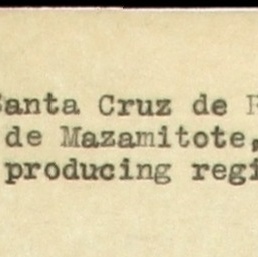 Santa Cruz de
de Mazamitote,
producing regi